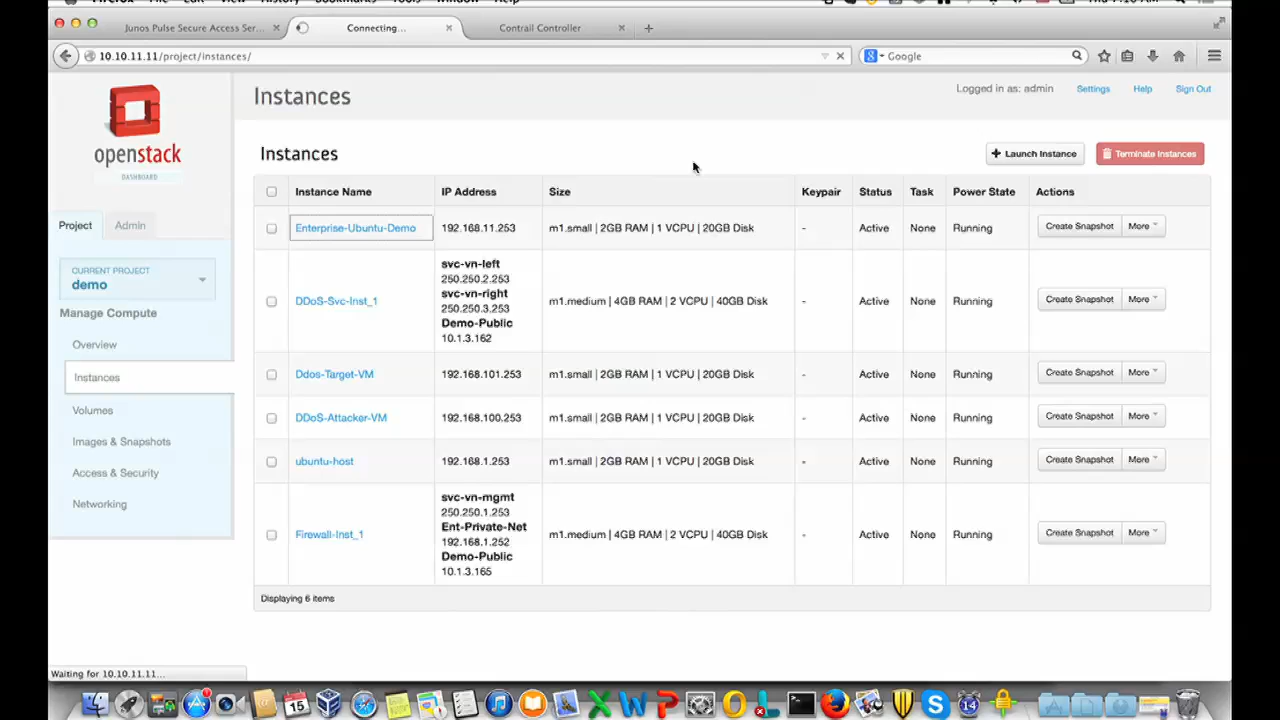 Junos Pulse Secure Access Ser...
Connecting...
Contrail Controller
10.10.11.11/project/instances/
Google
openstack
DASHBOARD
Project
Admin
CURRENT PROJECT
demo
Manage Compute
Overview
Instances
Volumes
Images & Snapshots
Access & Security
Networking
Instances
Logged in as: admin
Settings
Help
Sign Out
Instances
Launch Instance
Terminate Instances
Instance Name IP Address Size Keypair Status Task Power State Actions
Enterprise-Ubuntu-Demo 192.168.11.253 m1.small | 2GB RAM | 1 VCPU | 20GB Disk - Active None Running Create Snapshot More
svc-vn-left
250.250.2.253
svc-vn-right
DDoS-Svc-Inst_1 250.250.3.253 m1.medium | 4GB RAM | 2 VCPU | 40GB Disk - Active None Running Create Snapshot More
Demo-Public
10.1.3.162
Ddos-Target-VM 192.168.101.253 m1.small | 2GB RAM | 1 VCPU | 20GB Disk - Active None Running Create Snapshot More
DDoS-Attacker-VM 192.168.100.253 m1.small | 2GB RAM | 1 VCPU | 20GB Disk - Active None Running Create Snapshot More
ubuntu-host 192.168.1.253 m1.small | 2GB RAM | 1 VCPU | 20GB Disk - Active None Running Create Snapshot More
svc-vn-mgmt
250.250.1.253
Ent-Private-Net
Firewall-Inst_1 192.168.1.252 m1.medium | 4GB RAM | 2 VCPU | 40GB Disk - Active None Running Create Snapshot More
Demo-Public
10.1.3.165
Displaying 6 items
Waiting for 10.10.11.11...
15
14